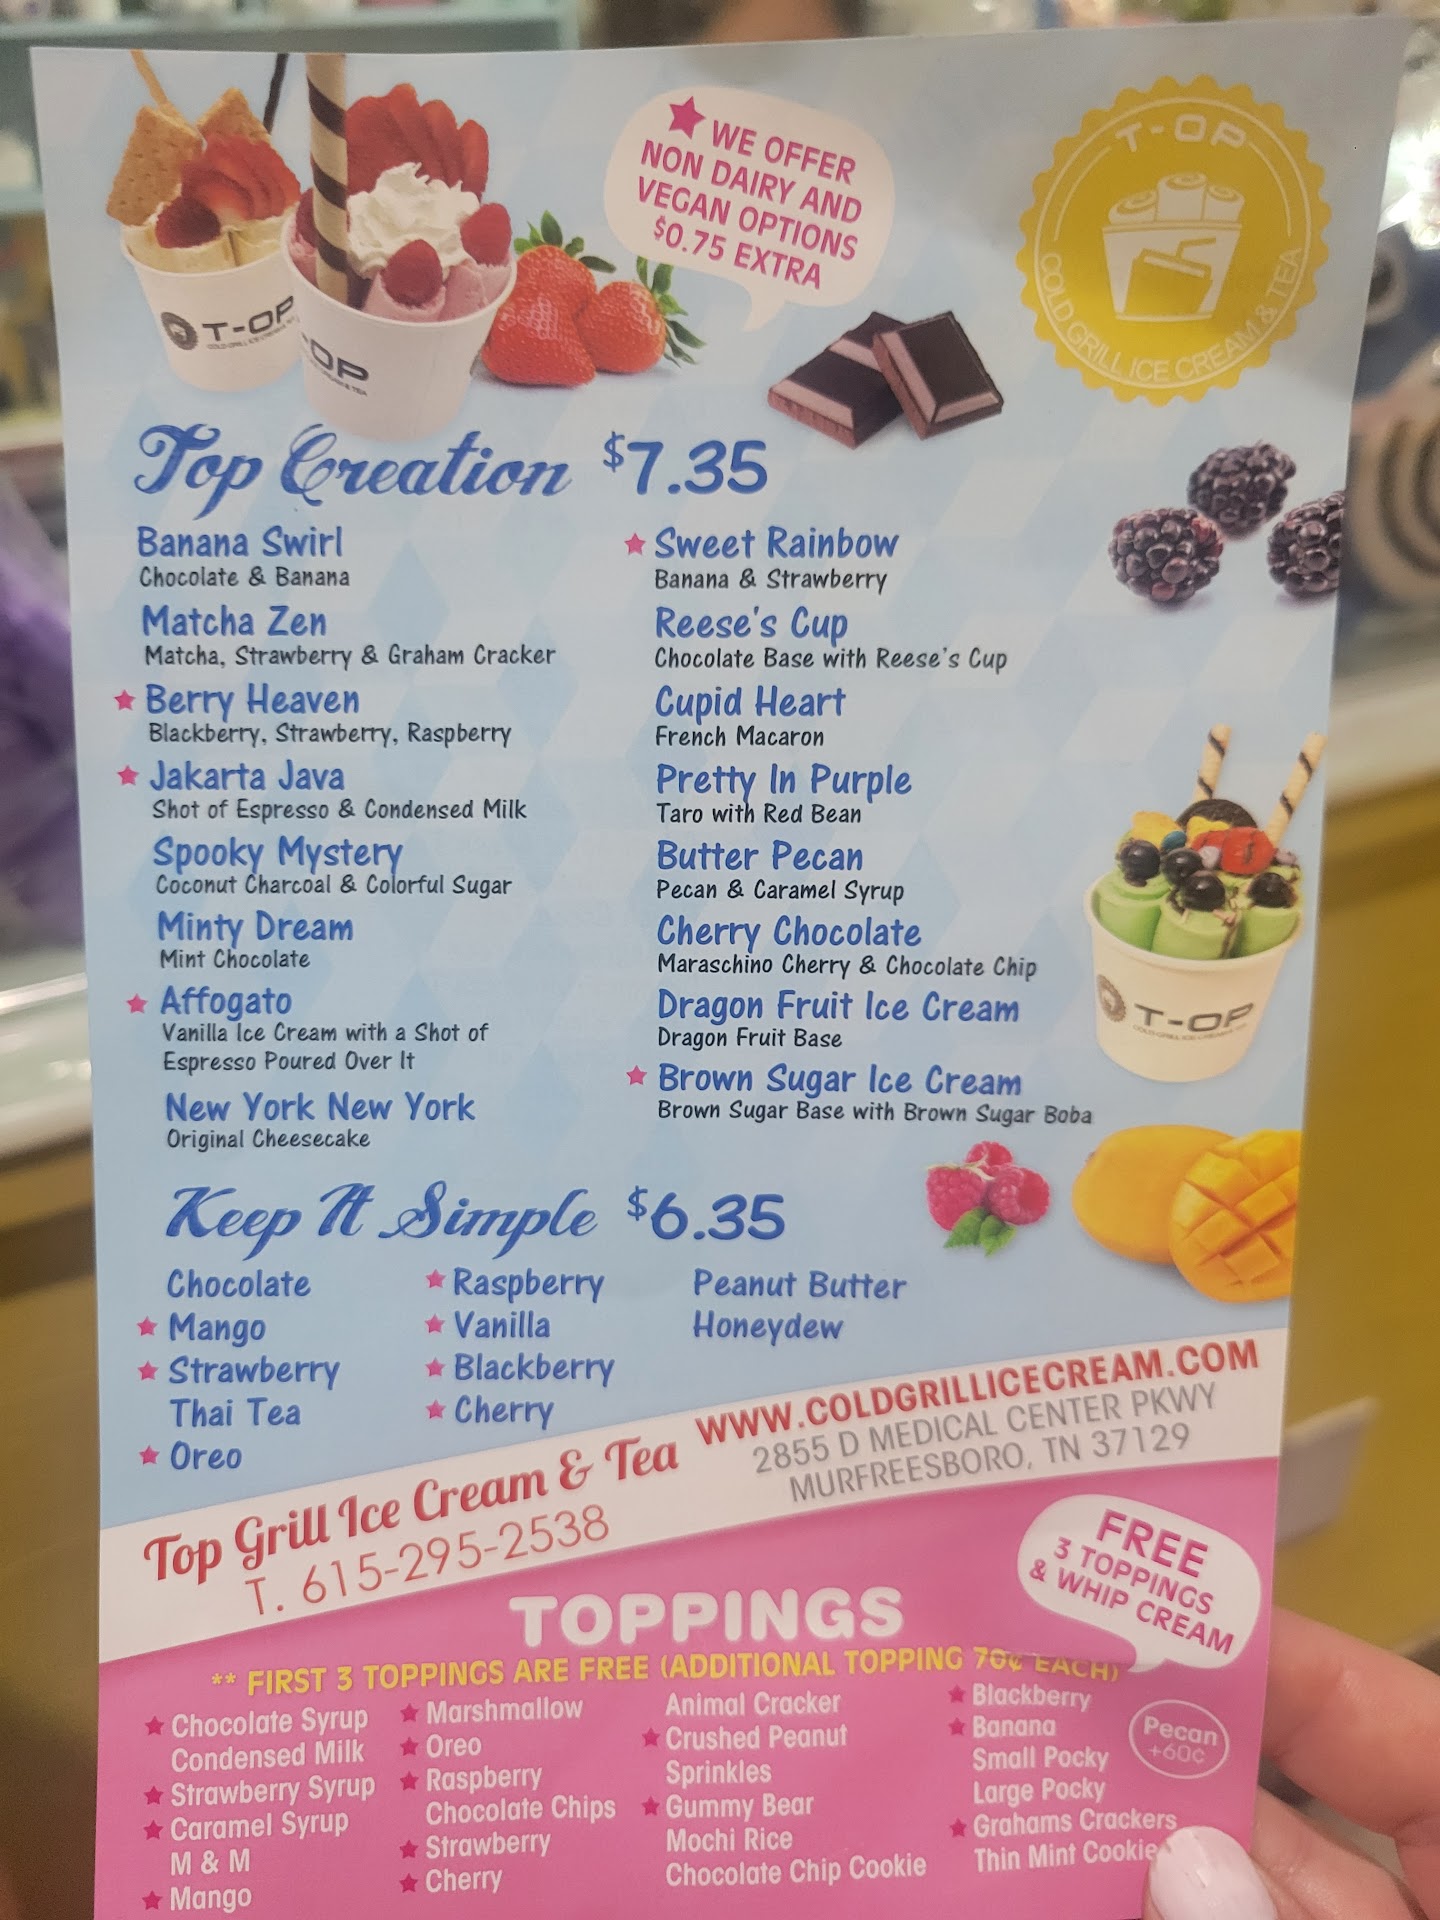 ★ WE OFFER
NON DAIRY AND
VEGAN OPTIONS
$0.75 EXTRA
T-OP
COLD GRILL ICE CREAM & TEA
T-OP
OP
Top Creation $7.35
Banana Swirl
Chocolate & Banana
Matcha Zen
Matcha, Strawberry & Graham Cracker
★ Berry Heaven
Blackberry, Strawberry, Raspberry
★ Jakarta Java
Shot of Espresso & Condensed Milk
Spooky Mystery
Coconut Charcoal & Colorful Sugar
Minty Dream
Mint Chocolate
★ Affogato
Vanilla Ice Cream with a Shot of
Espresso Poured Over It
New York New York
Original Cheesecake
★ Sweet Rainbow
Banana & Strawberry
Reese's Cup
Chocolate Base with Reese's Cup
Cupid Heart
French Macaron
Pretty In Purple
Taro with Red Bean
Butter Pecan
Pecan & Caramel Syrup
Cherry Chocolate
Maraschino Cherry & Chocolate Chip
Dragon Fruit Ice Cream
Dragon Fruit Base
★ Brown Sugar Ice Cream
Brown Sugar Base with Brown Sugar Boba
T-OP
Keep It Simple $6.35
Chocolate
★ Mango
★ Strawberry
Thai Tea
★ Oreo
★ Raspberry
★ Vanilla
★ Blackberry
★ Cherry
Peanut Butter
Honeydew
Top Grill Ice Cream & Tea
T. 615-295-2538
WWW.COLDGRILLICECREAM.COM
2855 D MEDICAL CENTER PKWY
MURFREESBORO, TN 37129
FREE
3 TOPPINGS
& WHIP CREAM
TOPPINGS
** FIRST 3 TOPPINGS ARE FREE (ADDITIONAL TOPPING 70¢ EACH)
★ Chocolate Syrup
Condensed Milk
★ Strawberry Syrup
★ Caramel Syrup
M & M
★ Mango
★ Marshmallow
★ Oreo
★ Raspberry
Chocolate Chips
★ Strawberry
★ Cherry
Animal Cracker
★ Crushed Peanut
Sprinkles
★ Gummy Bear
Mochi Rice
Chocolate Chip Cookie
★ Blackberry
★ Banana
Small Pocky
Large Pocky
★ Grahams Crackers
Thin Mint Cookie
Pecan
+60¢